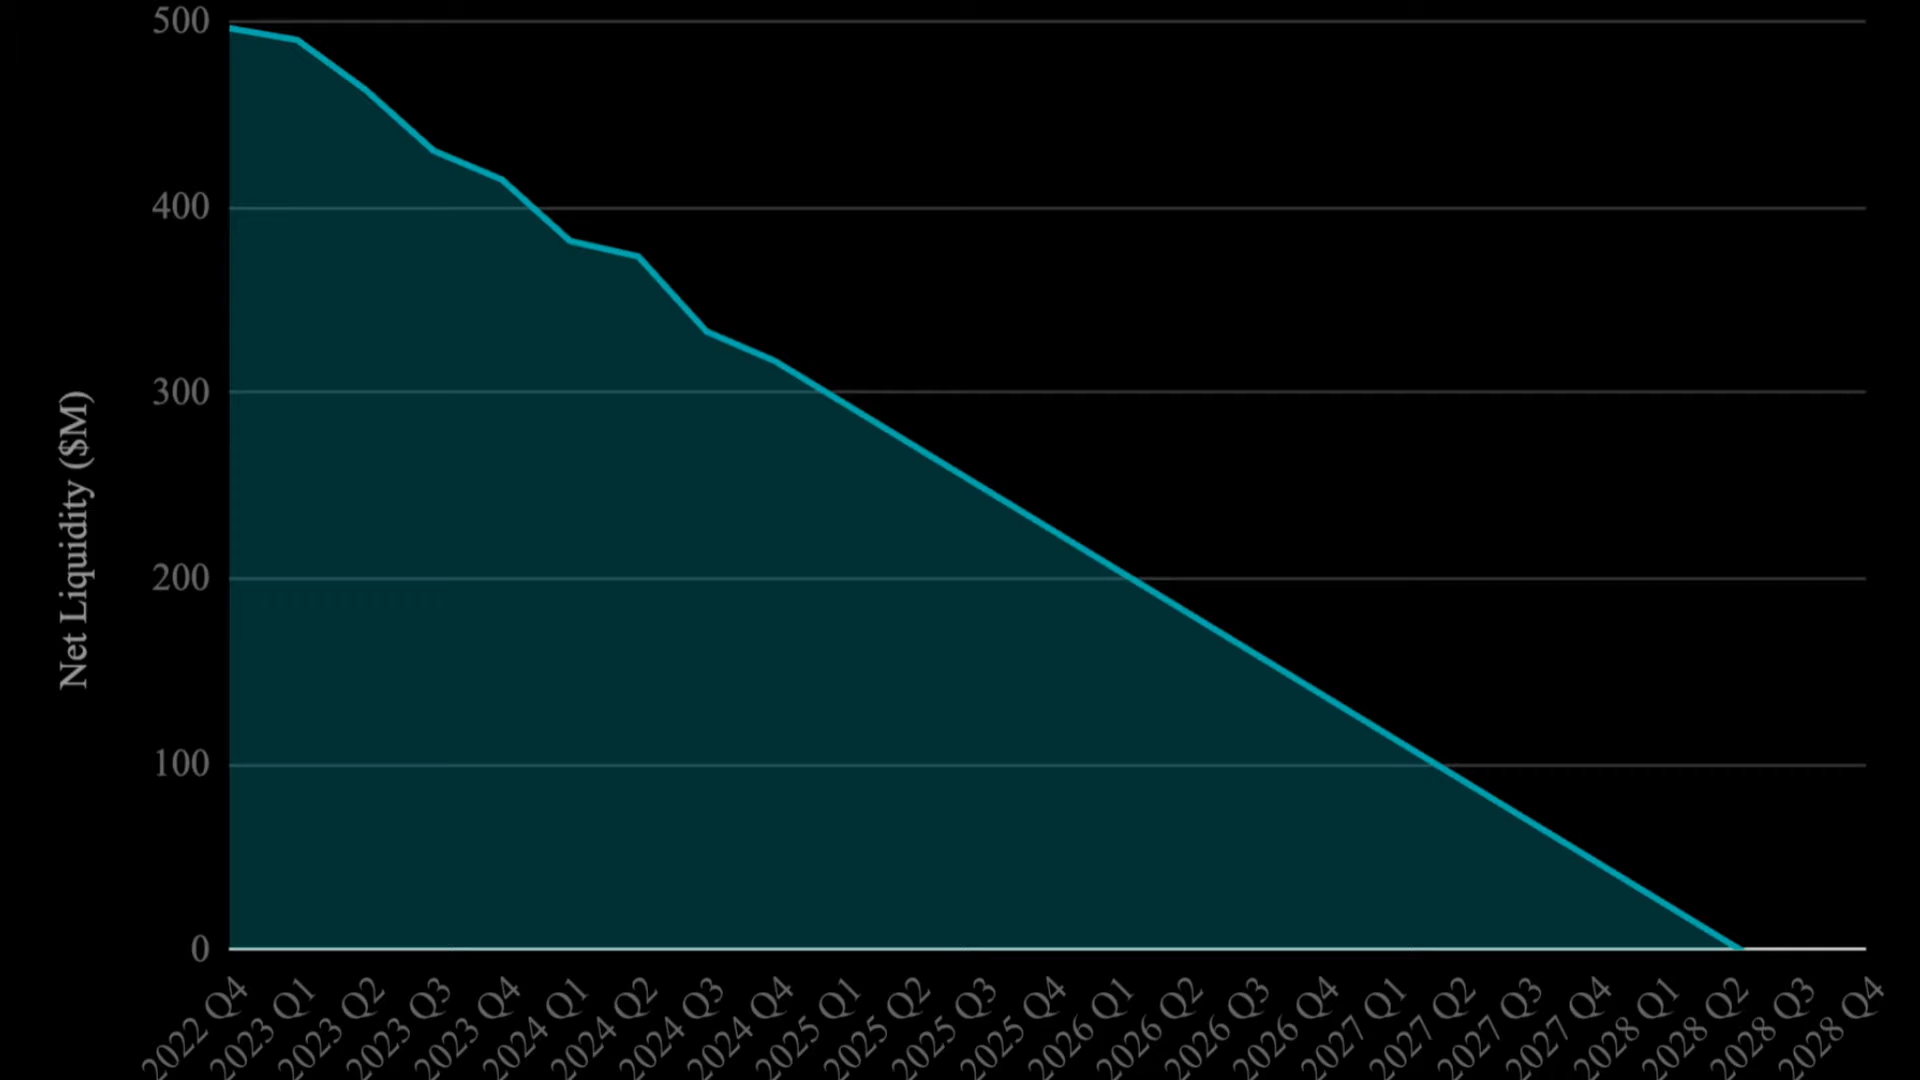 500
400
300
200
100
0
Net Liquidity ($M)
2022 Q4
2023 Q1
2023 Q2
2023 Q3
2023 Q4
2024 Q1
2024 Q2
2024 Q3
2024 Q4
2025 Q1
2025 Q2
2025 Q3
2025 Q4
2026 Q1
2026 Q2
2026 Q3
2026 Q4
2027 Q1
2027 Q2
2027 Q3
2027 Q4
2028 Q1
2028 Q2
2028 Q3
2028 Q4